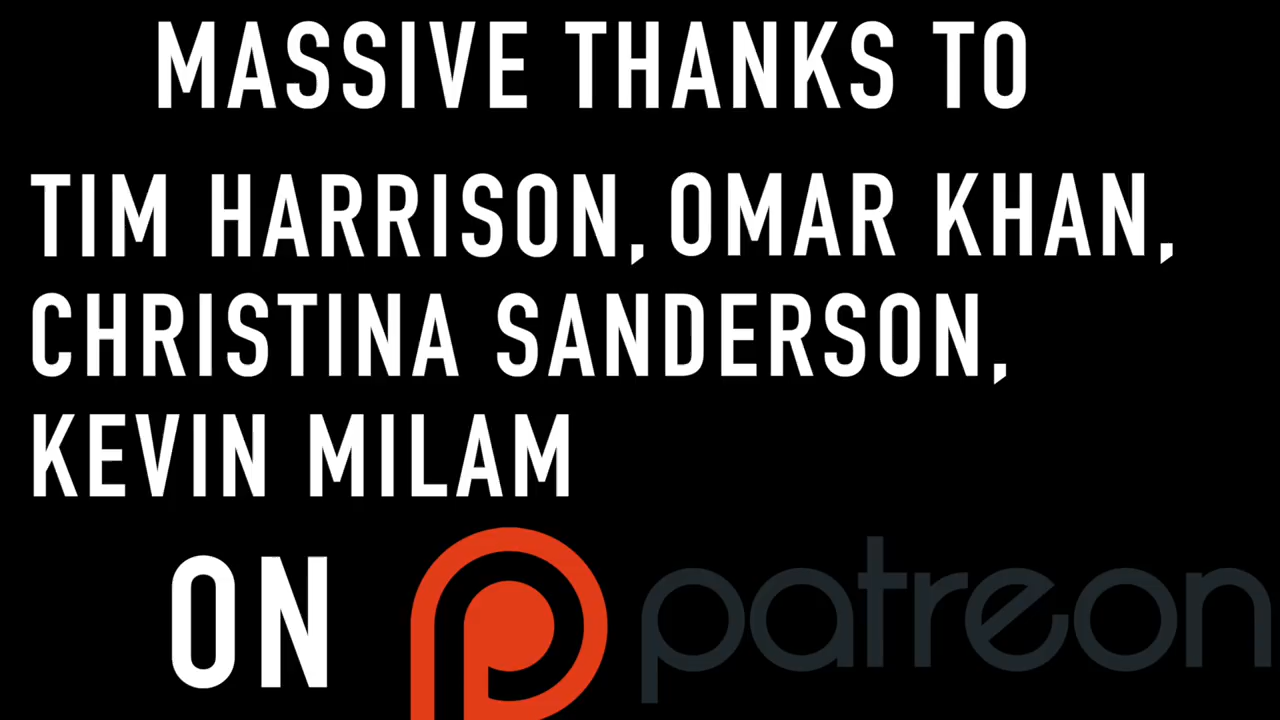 MASSIVE THANKS TO
TIM HARRISON, OMAR KHAN,
CHRISTINA SANDERSON,
KEVIN MILAM
ON patreon